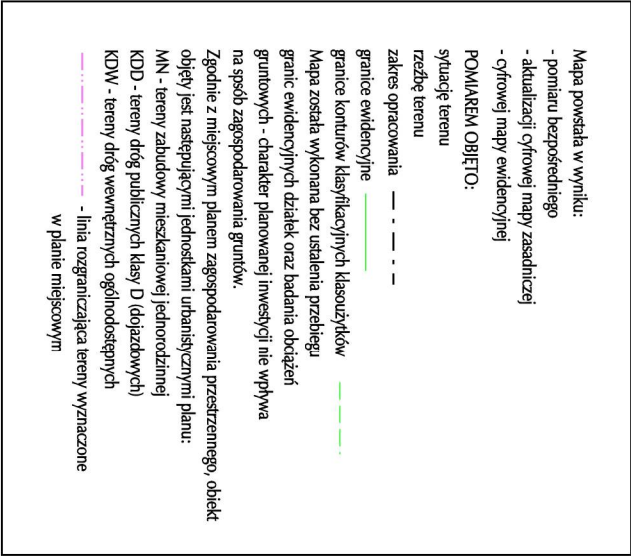 Mapa powstała w wyniku:
- pomiaru bezpośredniego
- aktualizacji cyfrowej mapy zasadniczej
- cyfrowej mapy ewidencyjnej
POMIAREM OBJĘTO:
sytuację terenu
rzeźbę terenu
zakres opracowania
granice ewidencyjne
granice konturów klasyfikacyjnych klasoużytków
Mapa została wykonana bez ustalenia przebiegu
granic ewidencyjnych działek oraz badania obciążeń
gruntowych - charakter planowanej inwestycji nie wpływa
na spsób zagospodarowania gruntów.
Zgodnie z miejscowym planem zagospodarowania przestrzennego, obiekt
objęty jest następującymi jednostkami urbanistycznymi planu:
MN - tereny zabudowy mieszkaniowej jednorodzinnej
KDD - tereny dróg publicznych klasy D (dojazdowych)
KDW - tereny dróg wewnętrznych ogólnodostępnych
- linia rozgraniczająca tereny wyznaczone
w planie miejscowym